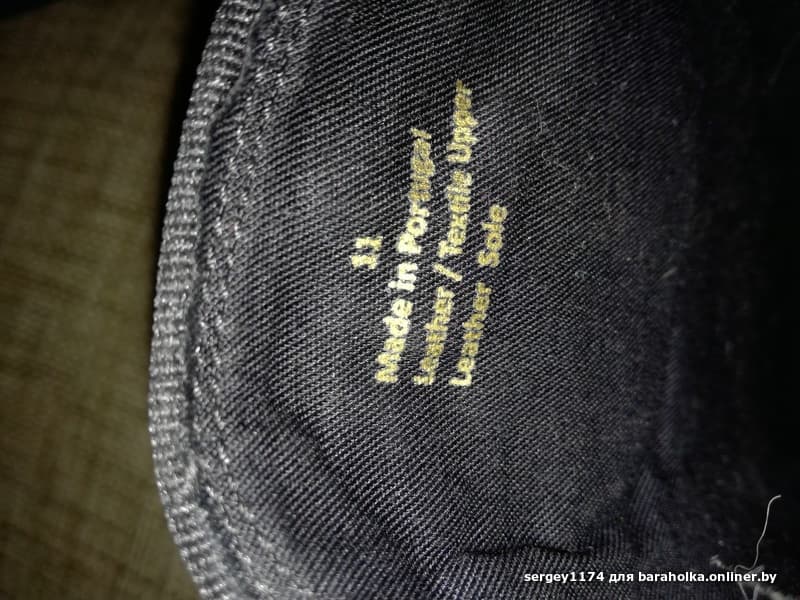 11
Made in Portugal
Leather / Textile Upper
Leather Sole
sergey1174 для baraholka.onliner.by